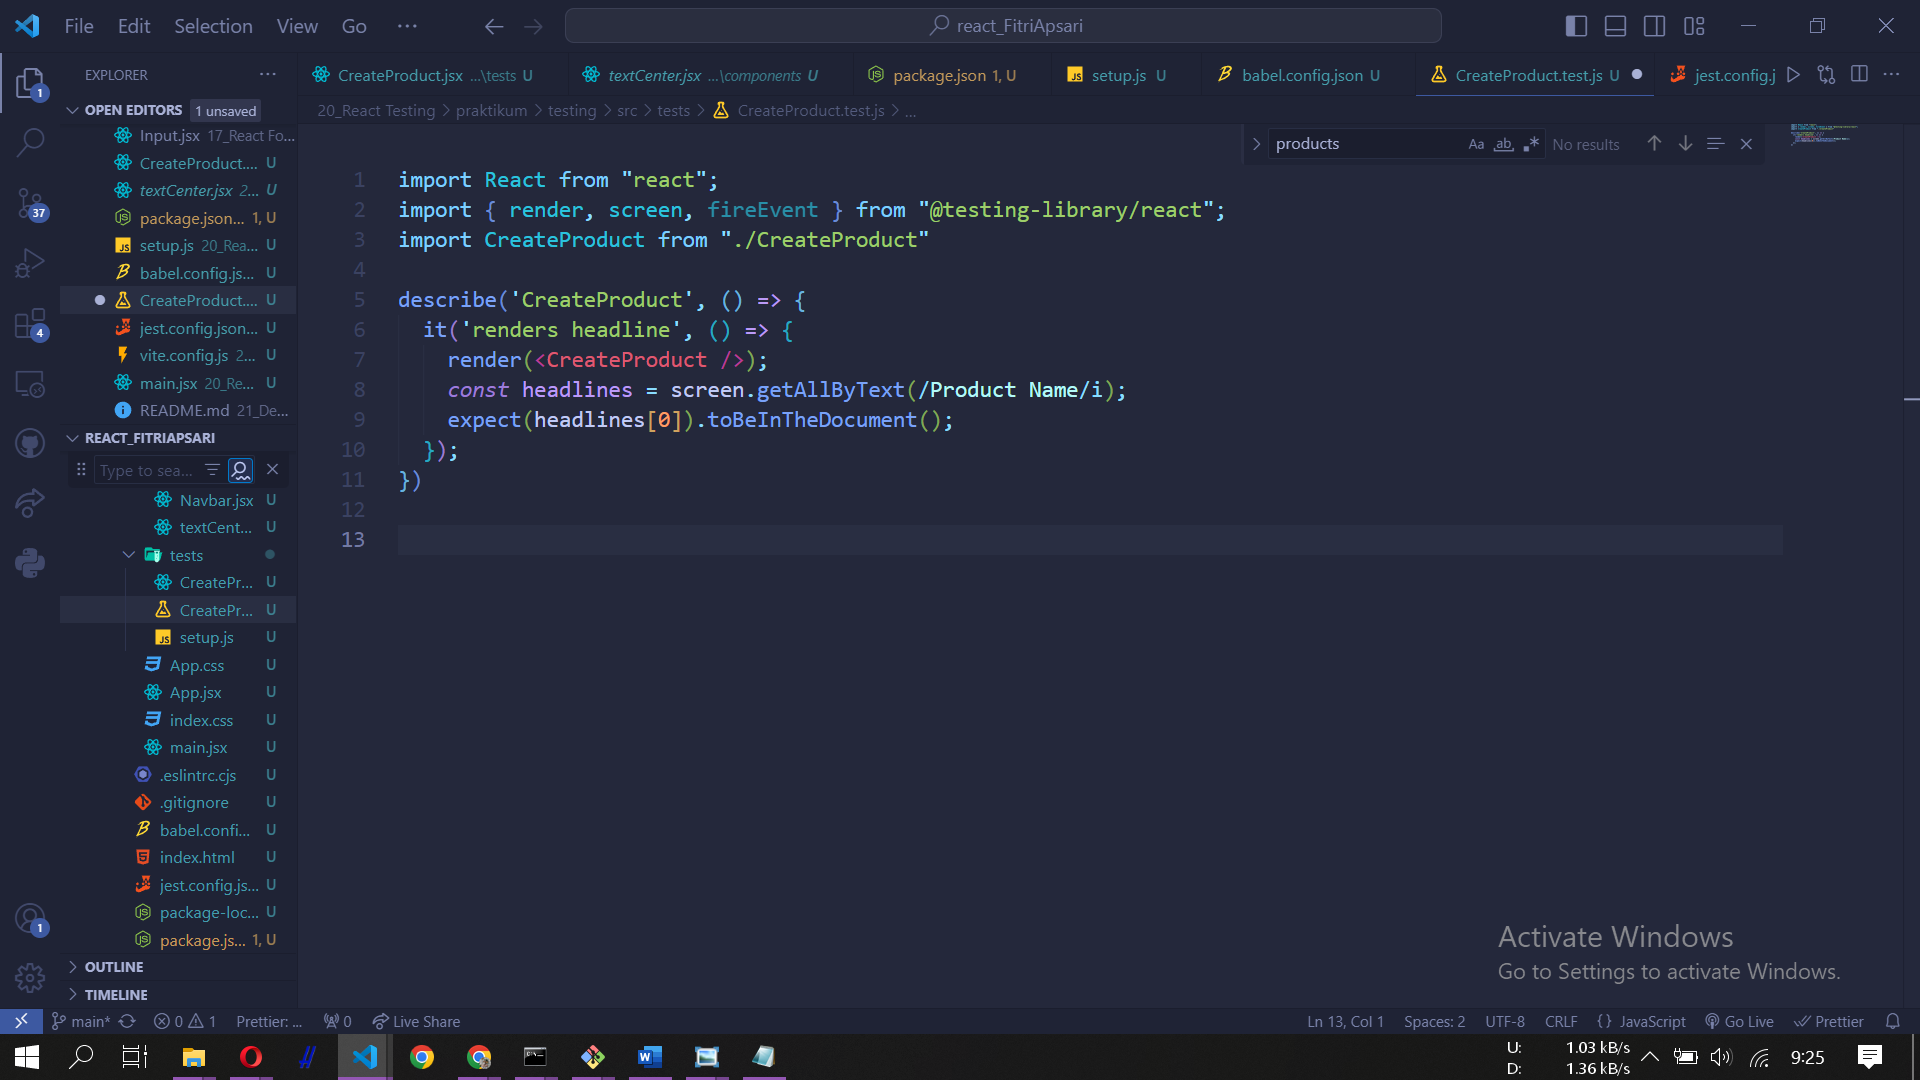 File Edit Selection View Go ···
react_FitriApsari
EXPLORER ···
OPEN EDITORS 1 unsaved
Input.jsx 17_React Fo...
CreateProduct.... U
textCenter.jsx 2... U
package.json... 1, U
setup.js 20_Rea... U
babel.config.js... U
CreateProduct.... U
jest.config.json... U
vite.config.js 2... U
main.jsx 20_Re... U
README.md 21_De...
REACT_FITRIAPSARI
Type to sea...
Navbar.jsx U
textCent... U
tests
CreatePr... U
CreatePr... U
setup.js U
App.css U
App.jsx U
index.css U
main.jsx U
.eslintrc.cjs U
.gitignore U
babel.confi... U
index.html U
jest.config.js... U
package-loc... U
package.js... 1, U
OUTLINE
TIMELINE
1
37
4
1
CreateProduct.jsx ...\tests U
textCenter.jsx ...\components U
package.json 1, U
setup.js U
babel.config.json U
CreateProduct.test.js U
jest.config.j
20_React Testing > praktikum > testing > src > tests > CreateProduct.test.js > ...
products Aa ab .* No results
1 import React from "react";
2 import { render, screen, fireEvent } from "@testing-library/react";
3 import CreateProduct from "./CreateProduct"
4
5 describe('CreateProduct', () => {
6 it('renders headline', () => {
7 render(<CreateProduct />);
8 const headlines = screen.getAllByText(/Product Name/i);
9 expect(headlines[0]).toBeInTheDocument();
10 });
11 })
12
13
Activate Windows
Go to Settings to activate Windows.
main* 0 1 Prettier: ... 0 Live Share
Ln 13, Col 1 Spaces: 2 UTF-8 CRLF {} JavaScript Go Live Prettier
U: 1.03 kB/s
D: 1.36 kB/s
9:25